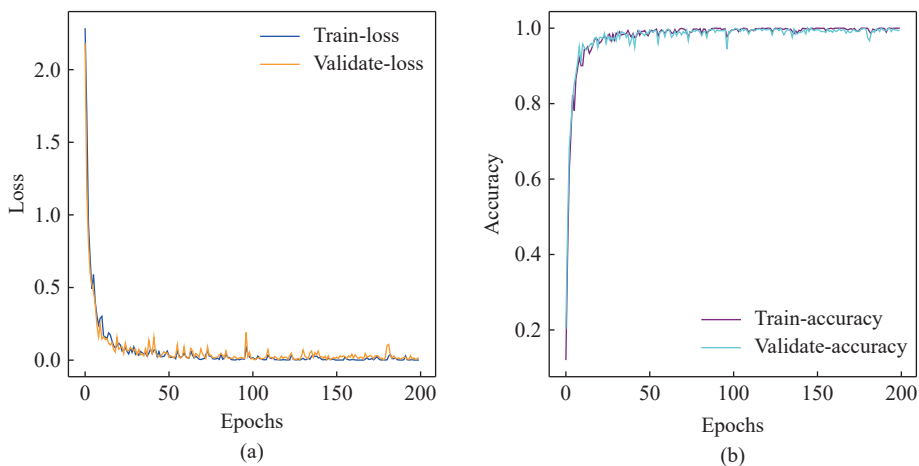 Train-loss
Validate-loss
2.0
1.5
1.0
0.5
0.0
Loss
0 50 100 150 200
Epochs
(a)
1.0
0.8
0.6
0.4
0.2
Accuracy
Train-accuracy
Validate-accuracy
0 50 100 150 200
Epochs
(b)